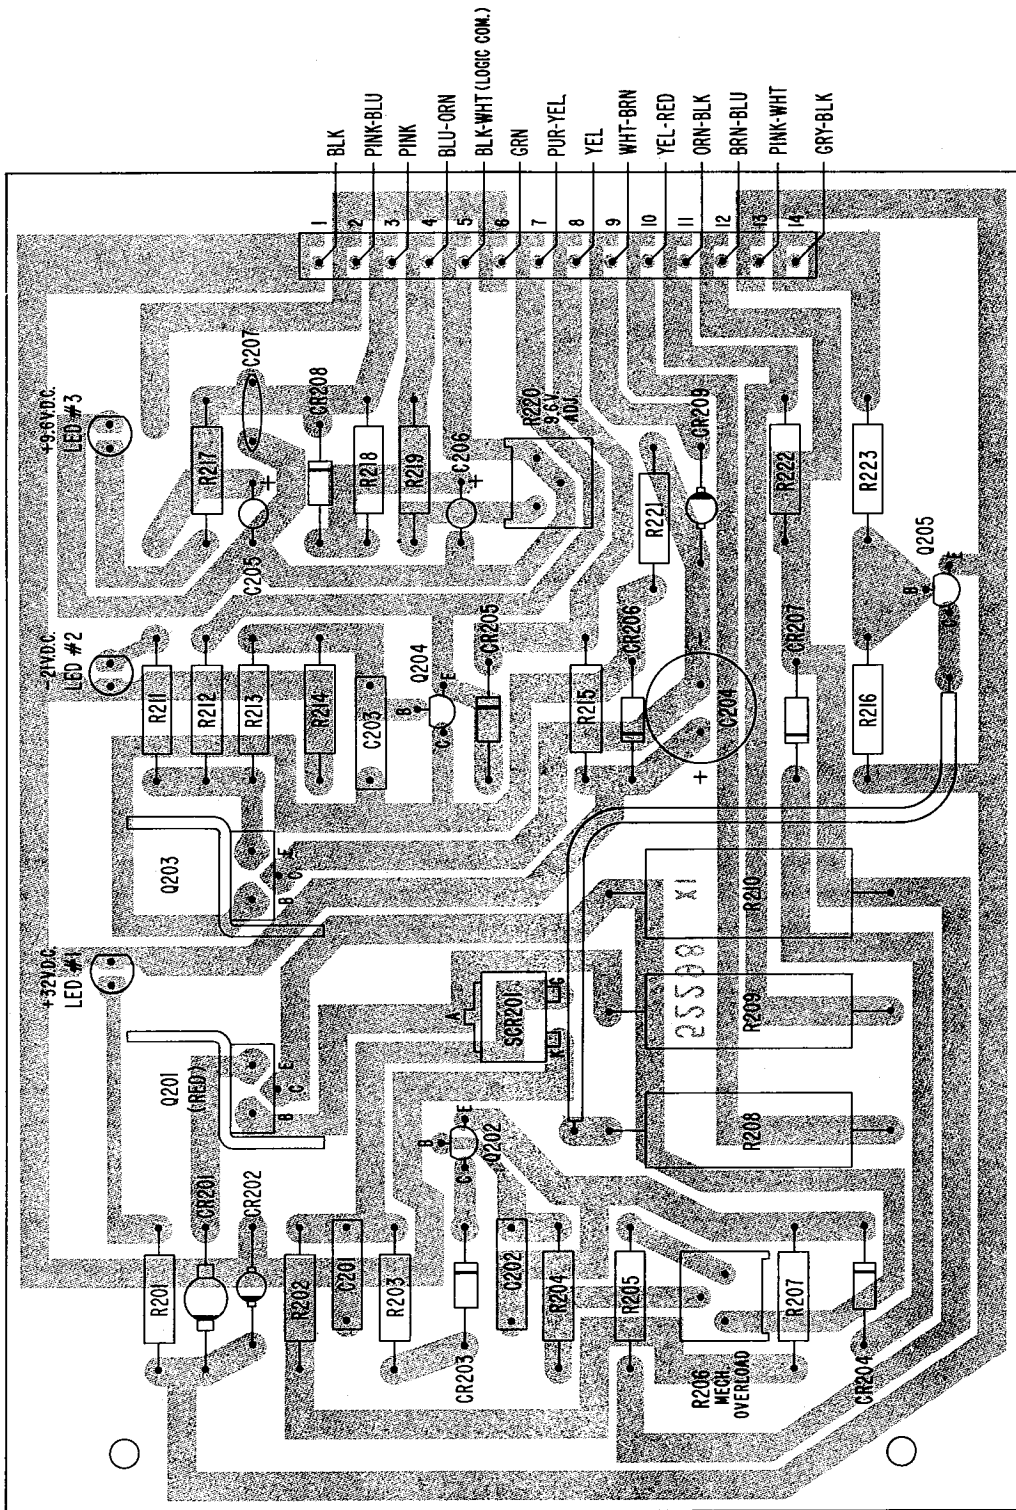 BLK
PINK-BLU
PINK
BLU-ORN
BLK-WHT (LOGIC COM.)
GRN
PUR-YEL
YEL
WHT-BRN
YEL-RED
ORN-BLK
BRN-BLU
PINK-WHT
GRY-BLK
1
2
3
4
5
6
7
8
9
10
11
12
13
14
+9.6V.D.C.
LED #3
R217
C207
+
C205
CR208
R218
R219
C206
+
R220
9.6V.
ADJ.
R221
CR209
R222
R223
-21V.D.C.
LED #2
R211
R212
R213
R214
C203
Q204
B
C
E
CR205
R215
CR206
-
C204
+
CR207
R216
Q205
B
C
E
Q203
B
C
E
+32V.D.C.
LED #1
Q201
(RED)
B
C
E
A
SCR201
K
G
R210
R209
R208
85598 X1
B
C
E
Q202
R201
CR201
CR202
R202
C201
R203
CR203
C202
R204
R205
R206
MECH.
OVERLOAD
R207
CR204